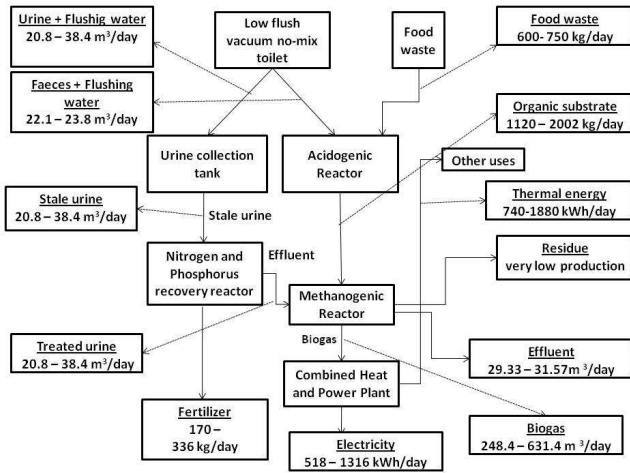 Urine + Flushig water
20.8 – 38.4 m³/day
Low flush
vacuum no-mix
toilet
Food
waste
Food waste
600- 750 kg/day
Faeces + Flushing
water
22.1 – 23.8 m³/day
Organic substrate
1120 – 2002 kg/day
Urine collection
tank
Acidogenic
Reactor
Other uses
Stale urine
20.8 – 38.4 m³/day
Stale urine
Thermal energy
740-1880 kWh/day
Nitrogen and
Phosphorus
recovery reactor
Effluent
Residue
very low production
Methanogenic
Reactor
Treated urine
20.8 – 38.4 m³/day
Biogas
Effluent
29.33 – 31.57m ³/day
Combined Heat
and Power Plant
Fertilizer
170 –
336 kg/day
Electricity
518 – 1316 kWh/day
Biogas
248.4 – 631.4 m ³/day